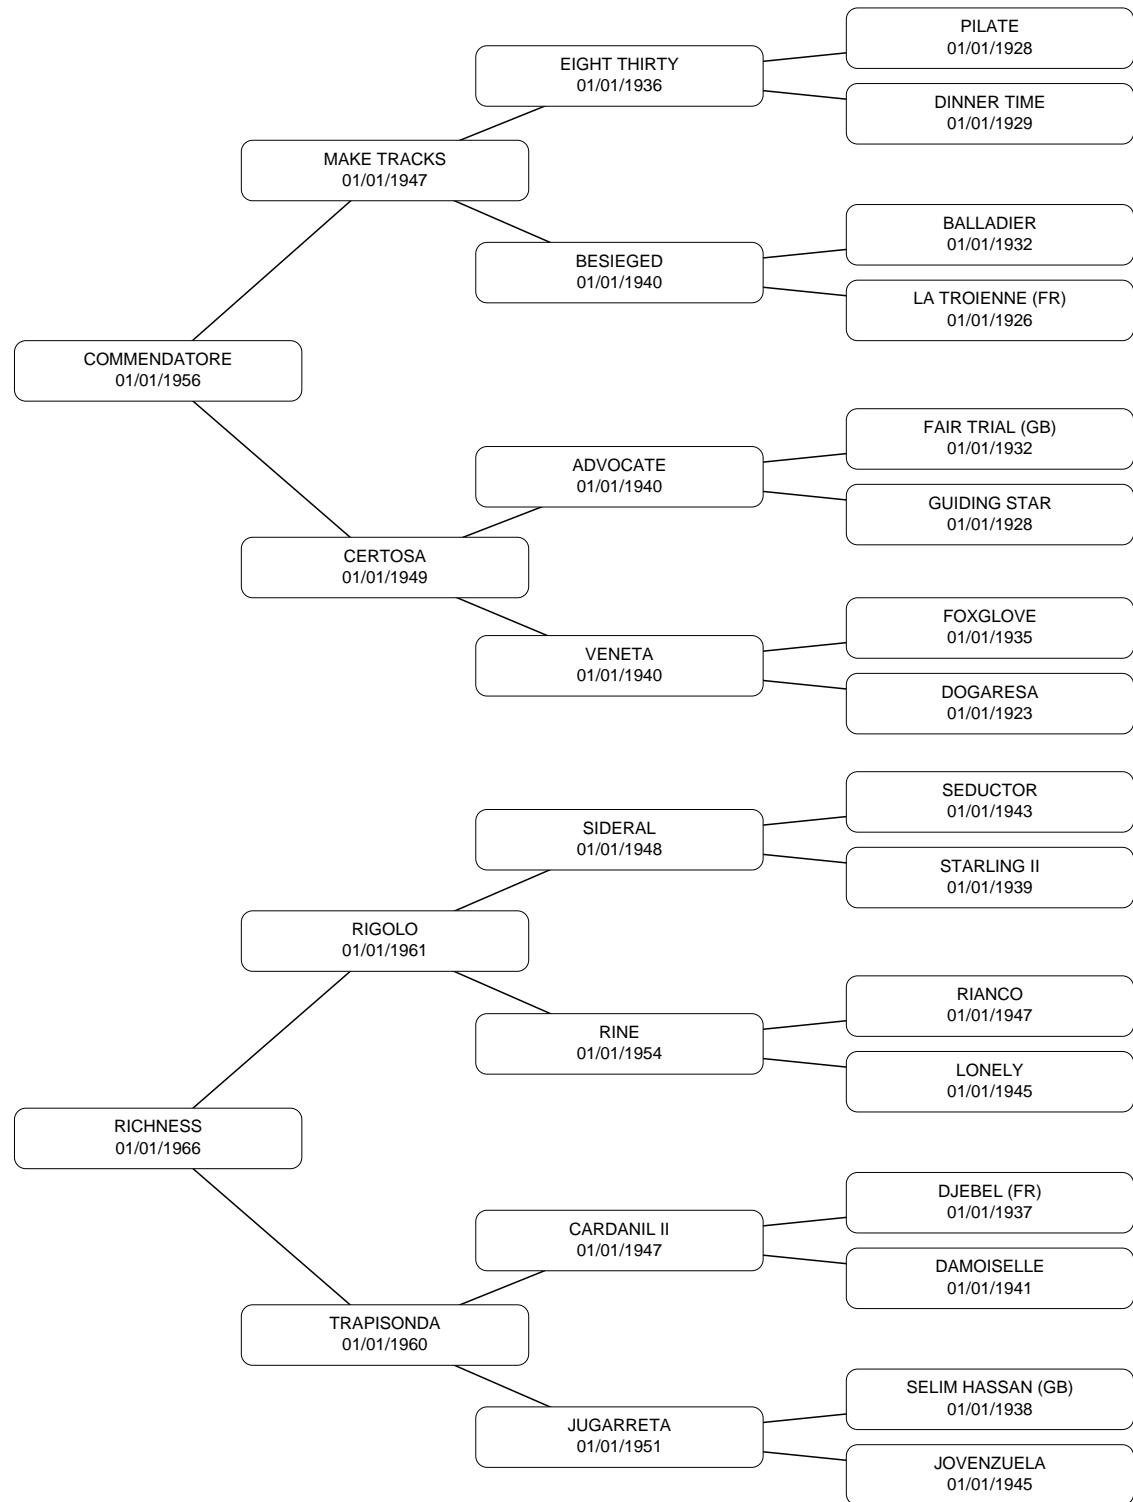 PILATE
01/01/1928
EIGHT THIRTY
01/01/1936
DINNER TIME
01/01/1929
MAKE TRACKS
01/01/1947
BALLADIER
01/01/1932
BESIEGED
01/01/1940
LA TROIENNE (FR)
01/01/1926
COMMENDATORE
01/01/1956
FAIR TRIAL (GB)
01/01/1932
ADVOCATE
01/01/1940
GUIDING STAR
01/01/1928
CERTOSA
01/01/1949
FOXGLOVE
01/01/1935
VENETA
01/01/1940
DOGARESA
01/01/1923
SEDUCTOR
01/01/1943
SIDERAL
01/01/1948
STARLING II
01/01/1939
RIGOLO
01/01/1961
RIANCO
01/01/1947
RINE
01/01/1954
LONELY
01/01/1945
RICHNESS
01/01/1966
DJEBEL (FR)
01/01/1937
CARDANIL II
01/01/1947
DAMOISELLE
01/01/1941
TRAPISONDA
01/01/1960
SELIM HASSAN (GB)
01/01/1938
JUGARRETA
01/01/1951
JOVENZUELA
01/01/1945